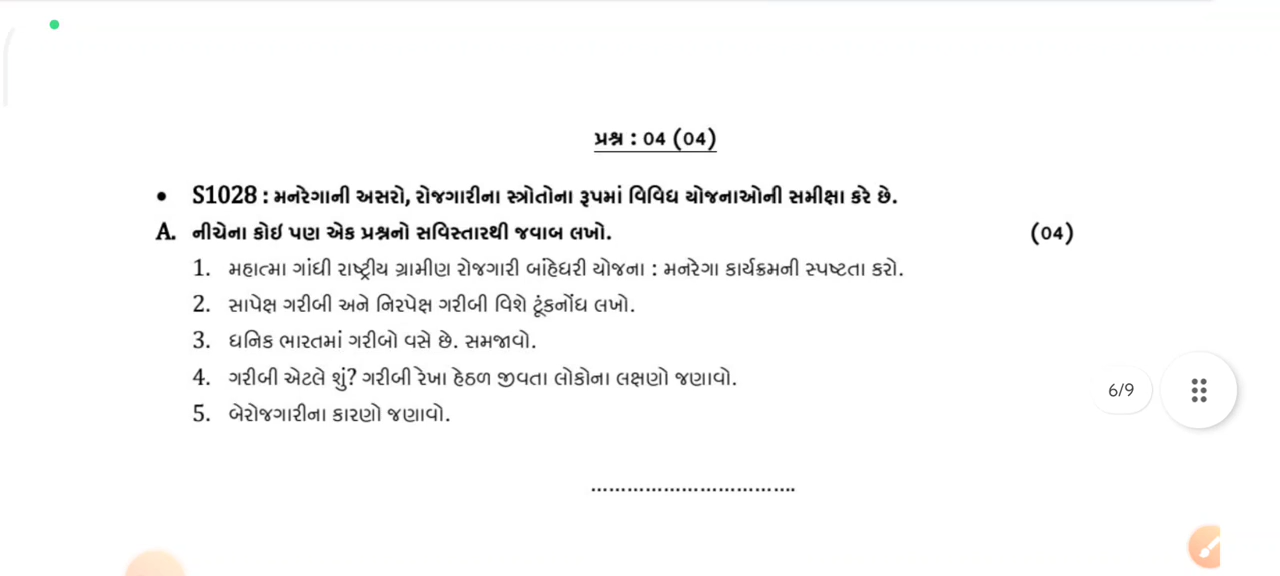 પ્રશ્ન : 04 (04)
• S1028 : મનરેગાની અસરો, રોજગારીના સ્ત્રોતોના રૂપમાં વિવિધ યોજનાઓની સમીક્ષા કરે છે.
A. નીચેના કોઈ પણ એક પ્રશ્નનો સવિસ્તારથી જવાબ લખો. (04)
1. મહાત્મા ગાંધી રાષ્ટ્રીય ગ્રામીણ રોજગારી બાંહેધરી યોજના : મનરેગા કાર્યક્રમની સ્પષ્ટતા કરો.
2. સાપેક્ષ ગરીબી અને નિરપેક્ષ ગરીબી વિશે ટૂંકનોંધ લખો.
3. ધનિક ભારતમાં ગરીબો વસે છે. સમજાવો.
4. ગરીબી એટલે શું? ગરીબી રેખા હેઠળ જીવતા લોકોના લક્ષણો જણાવો.
6/9
5. બેરોજગારીના કારણો જણાવો.
.................................